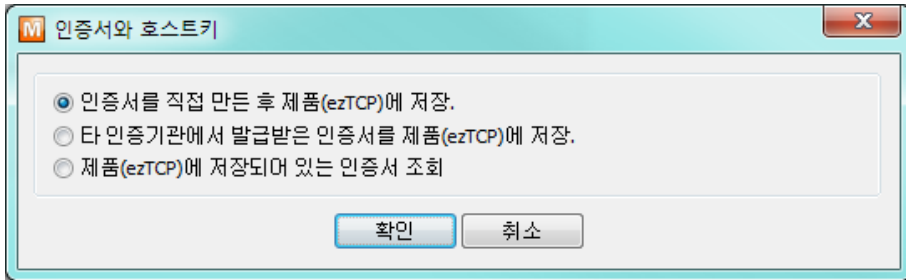 M 인증서와 호스트키
인증서를 직접 만든 후 제품(ezTCP)에 저장.
타 인증기관에서 발급받은 인증서를 제품(ezTCP)에 저장.
제품(ezTCP)에 저장되어 있는 인증서 조회
확인 취소